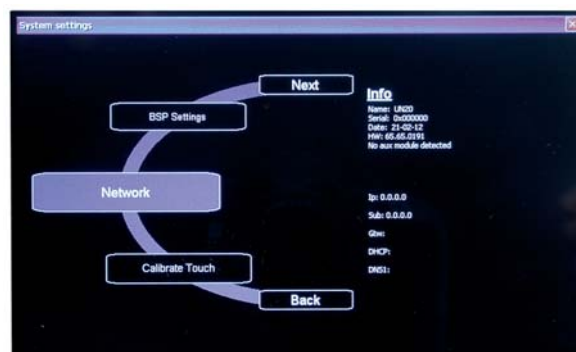 System settings
Next
BSP Settings
Network
Calibrate Touch
Back
Info
Name: UN20
Serial: 0x000000
Date: 21-02-12
HW: 65.65.0191
No aux module detected
Ip: 0.0.0.0
Sub: 0.0.0.0
Gtw:
DHCP:
DNS1: